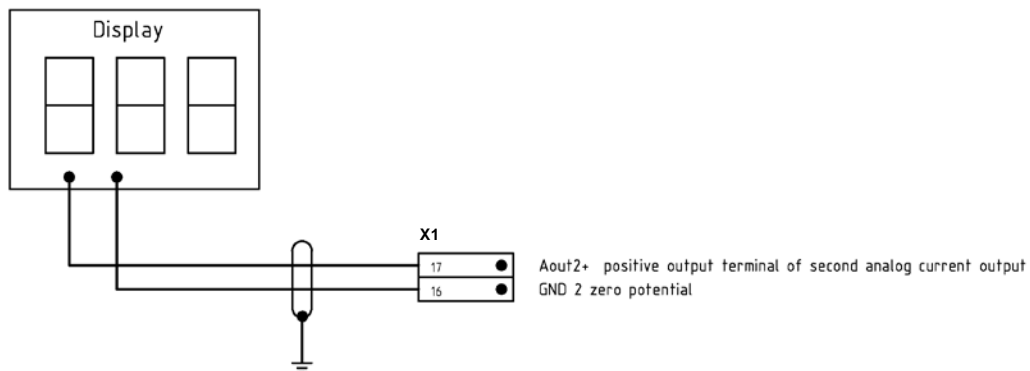 Display
X1
17 Aout2+ positive output terminal of second analog current output
16 GND 2 zero potential